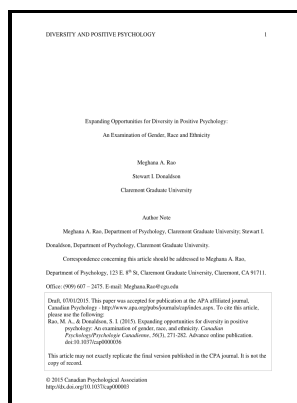 DIVERSITY AND POSITIVE PSYCHOLOGY 1
Expanding Opportunities for Diversity in Positive Psychology:
An Examination of Gender, Race and Ethnicity
Meghana A. Rao
Stewart I. Donaldson
Claremont Graduate University
Author Note
Meghana A. Rao, Department of Psychology, Claremont Graduate University; Stewart I.
Donaldson, Department of Psychology, Claremont Graduate University.
Correspondence concerning this article should be addressed to Meghana A. Rao,
Department of Psychology, 123 E. 8th St, Claremont Graduate University, Claremont, CA 91711.
Office: (909) 607 – 2475. E-mail: Meghana.Rao@cgu.edu
Draft, 07/01/2015. This paper was accepted for publication at the APA affiliated journal,
Canadian Psychology - http://www.apa.org/pubs/journals/cap/index.aspx. To cite this article,
please use the following:
Rao, M. A., & Donaldson, S. I. (2015). Expanding opportunities for diversity in positive
psychology: An examination of gender, race, and ethnicity. Canadian
Psychology/Psychologie Canadienne, 56(3), 271-282. Advance online publication.
doi:10.1037/cap0000036
This article may not exactly replicate the final version published in the CPA journal. It is not the
copy of record.
© 2015 Canadian Psychological Association
http://dx.doi.org/10.1037/cap0000003